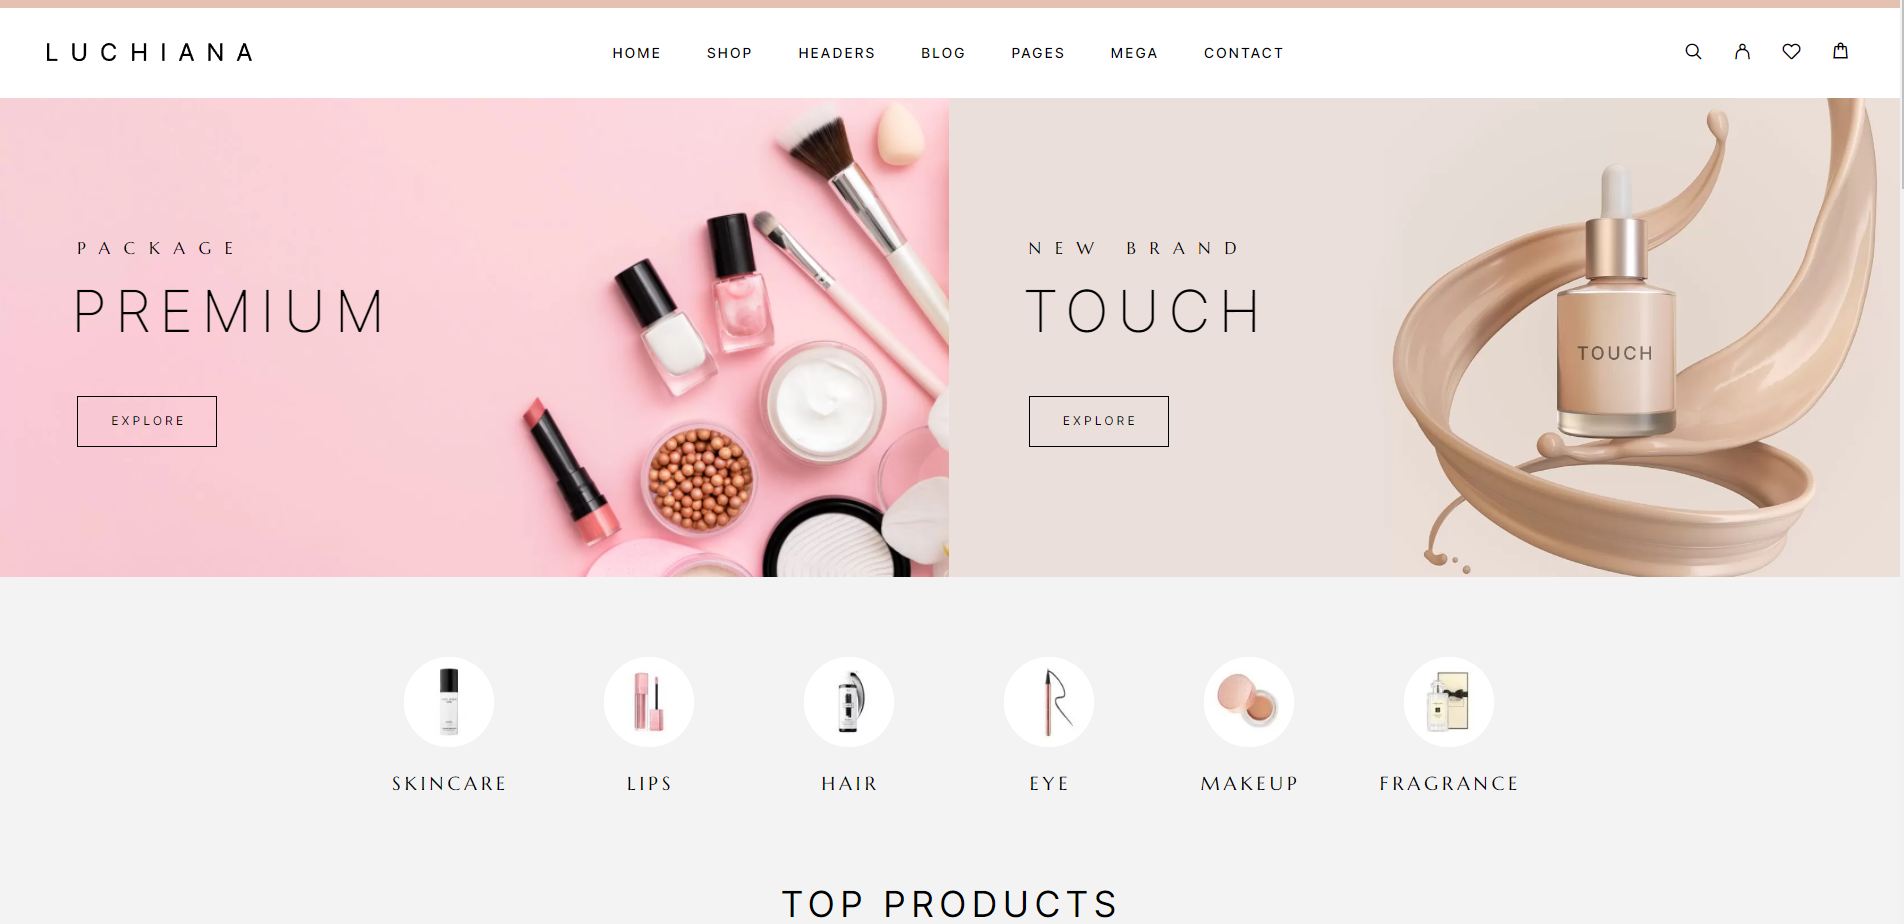 LUCHIANA
HOME SHOP HEADERS BLOG PAGES MEGA CONTACT
PACKAGE
PREMIUM
EXPLORE
NEW BRAND
TOUCH
EXPLORE
TOUCH
SKINCARE LIPS HAIR EYE MAKEUP FRAGRANCE
TOP PRODUCTS